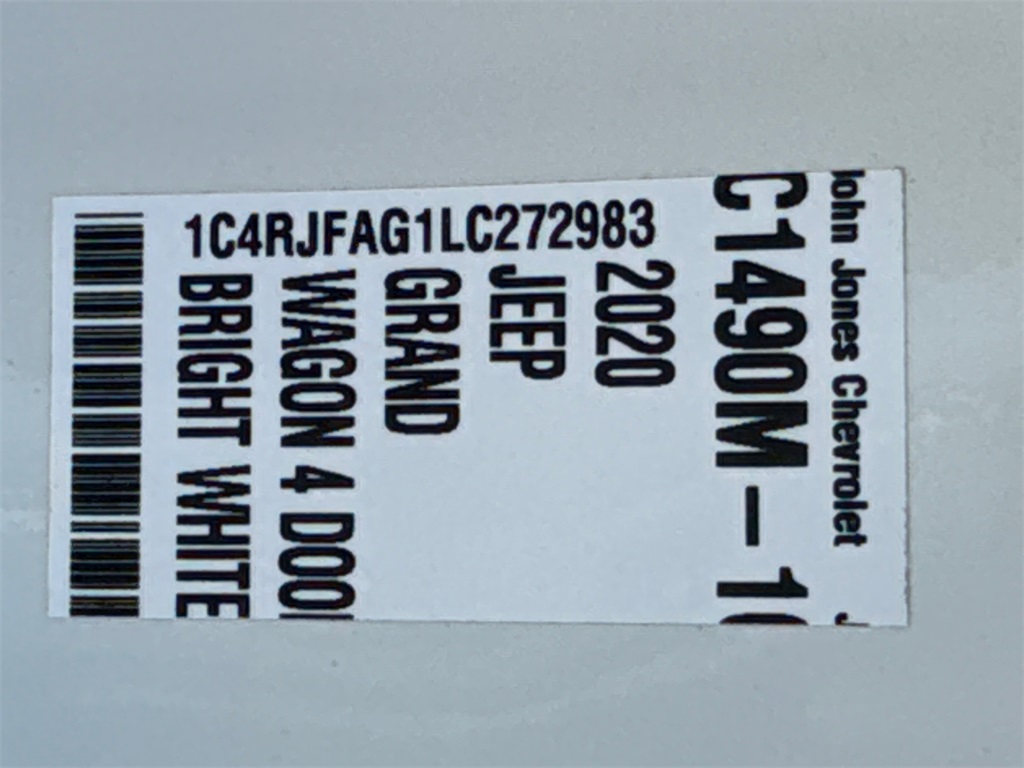 John Jones Chevrolet
C1490M-1
2020
JEEP
GRAND
WAGON 4 DOO
BRIGHT WHITE
1C4RJFAG1LC272983